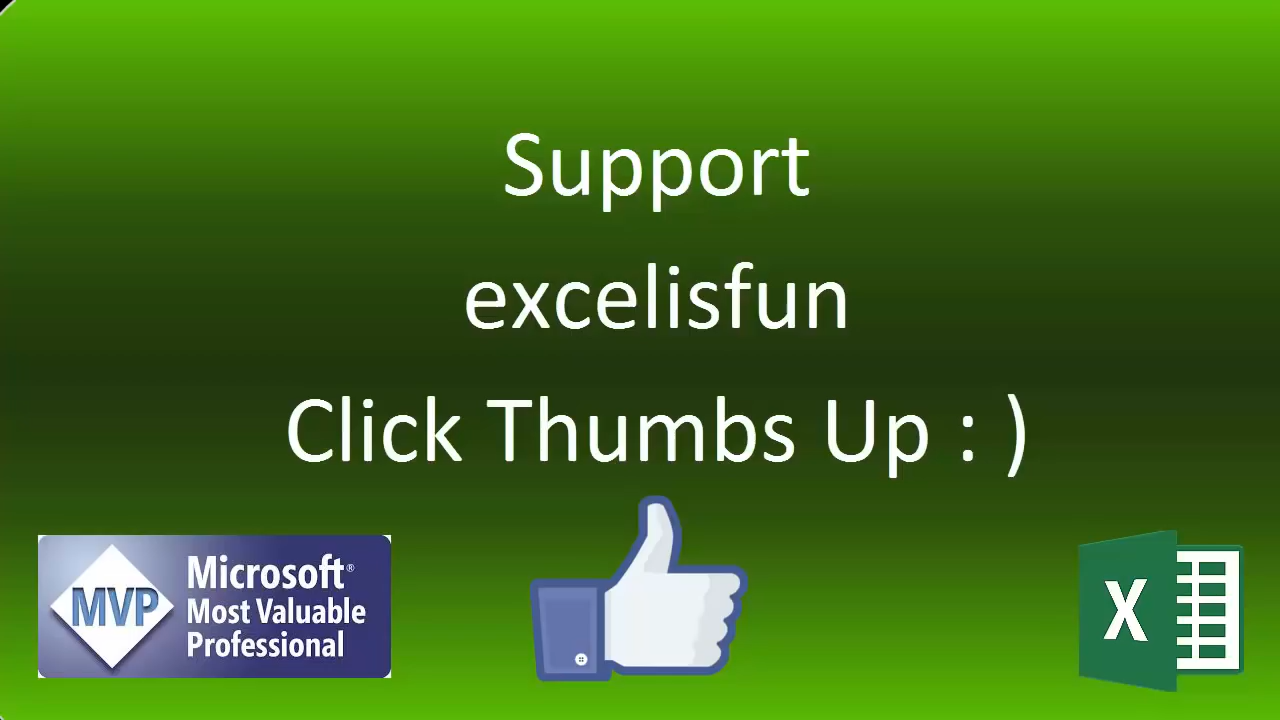 Support
excelisfun
Click Thumbs Up : )
MVP
Microsoft®
Most Valuable
Professional
X